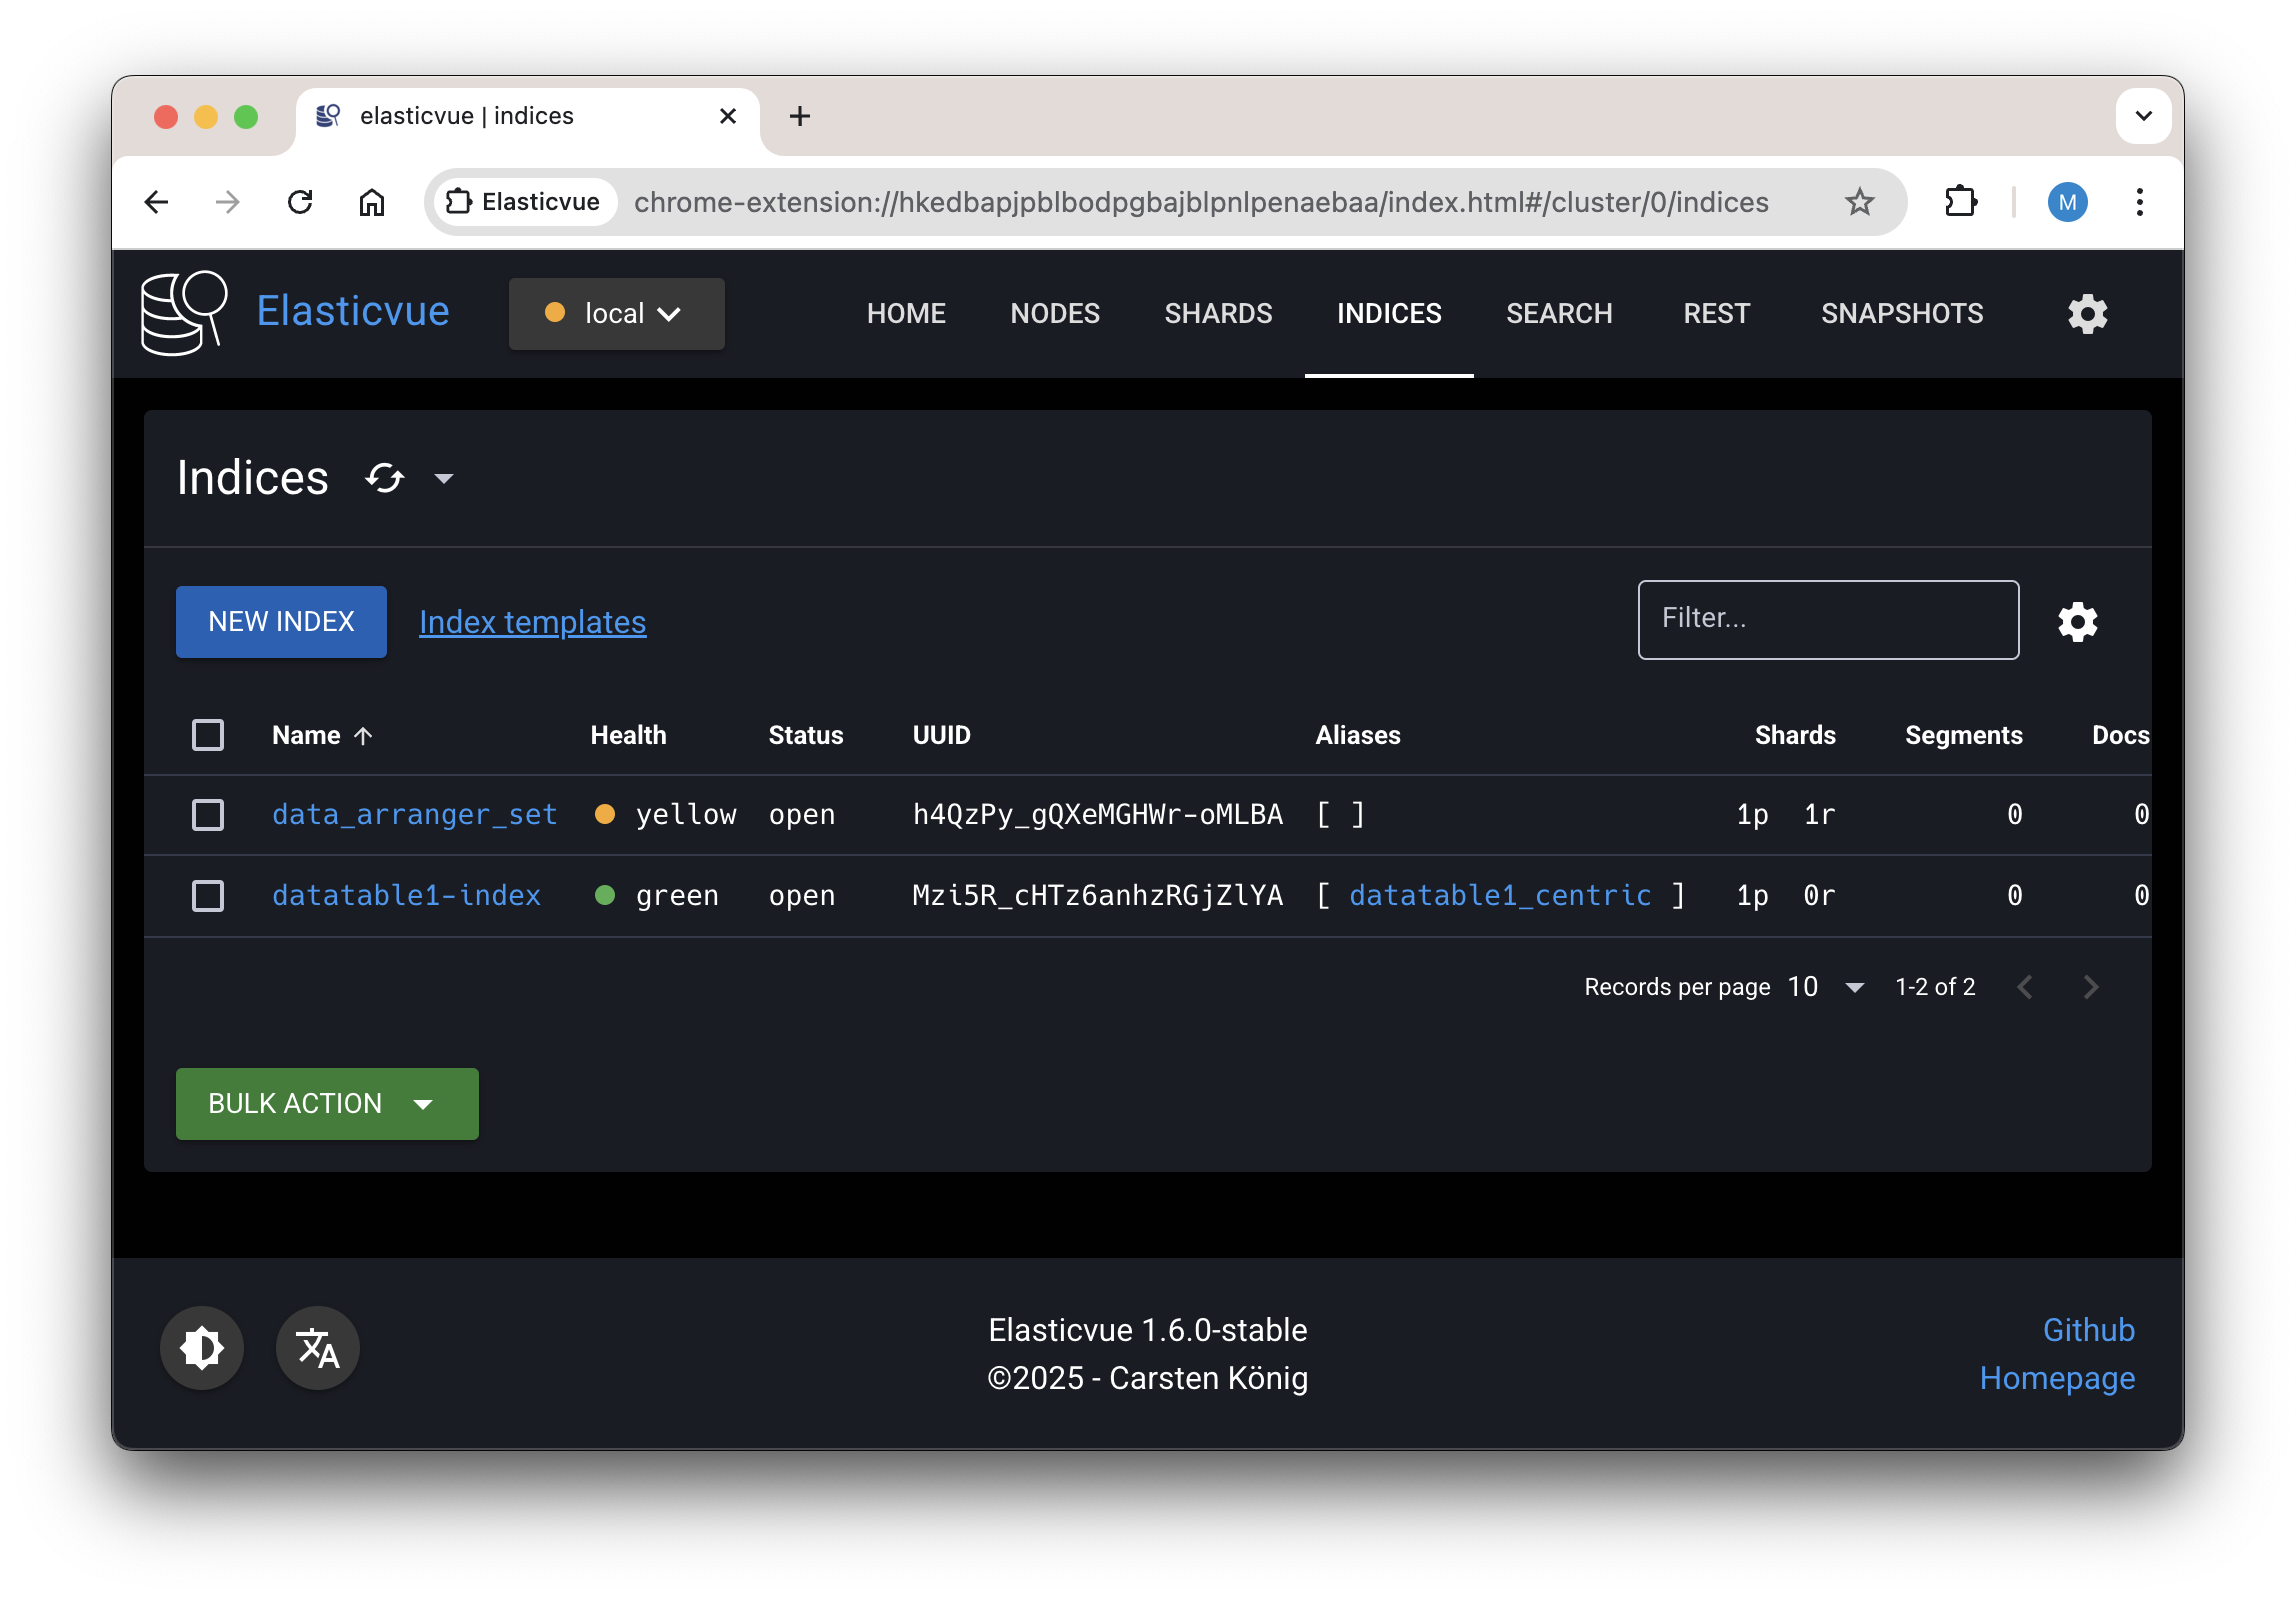 elasticvue | indices
Elasticvue chrome-extension://hkedbapjpblbodpgbajblpnlpenaebaa/index.html#/cluster/0/indices M
Elasticvue local HOME NODES SHARDS INDICES SEARCH REST SNAPSHOTS
Indices
NEW INDEX Index templates Filter...
Name Health Status UUID Aliases Shards Segments Docs
data_arranger_set yellow open h4QzPy_gQXeMGHWr-oMLBA [ ] 1p 1r 0 0
datatable1-index green open Mzi5R_cHTz6anhzRGjZlYA [ datatable1_centric ] 1p 0r 0 0
Records per page 10 1-2 of 2
BULK ACTION
Elasticvue 1.6.0-stable Github
©2025 - Carsten König Homepage